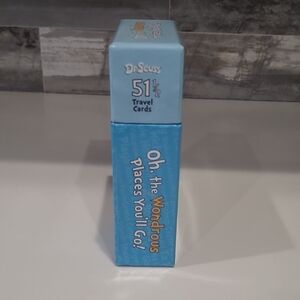 Dr. Seuss
51
Travel
Cards
Oh, the Wondrous
Places You'll Go!